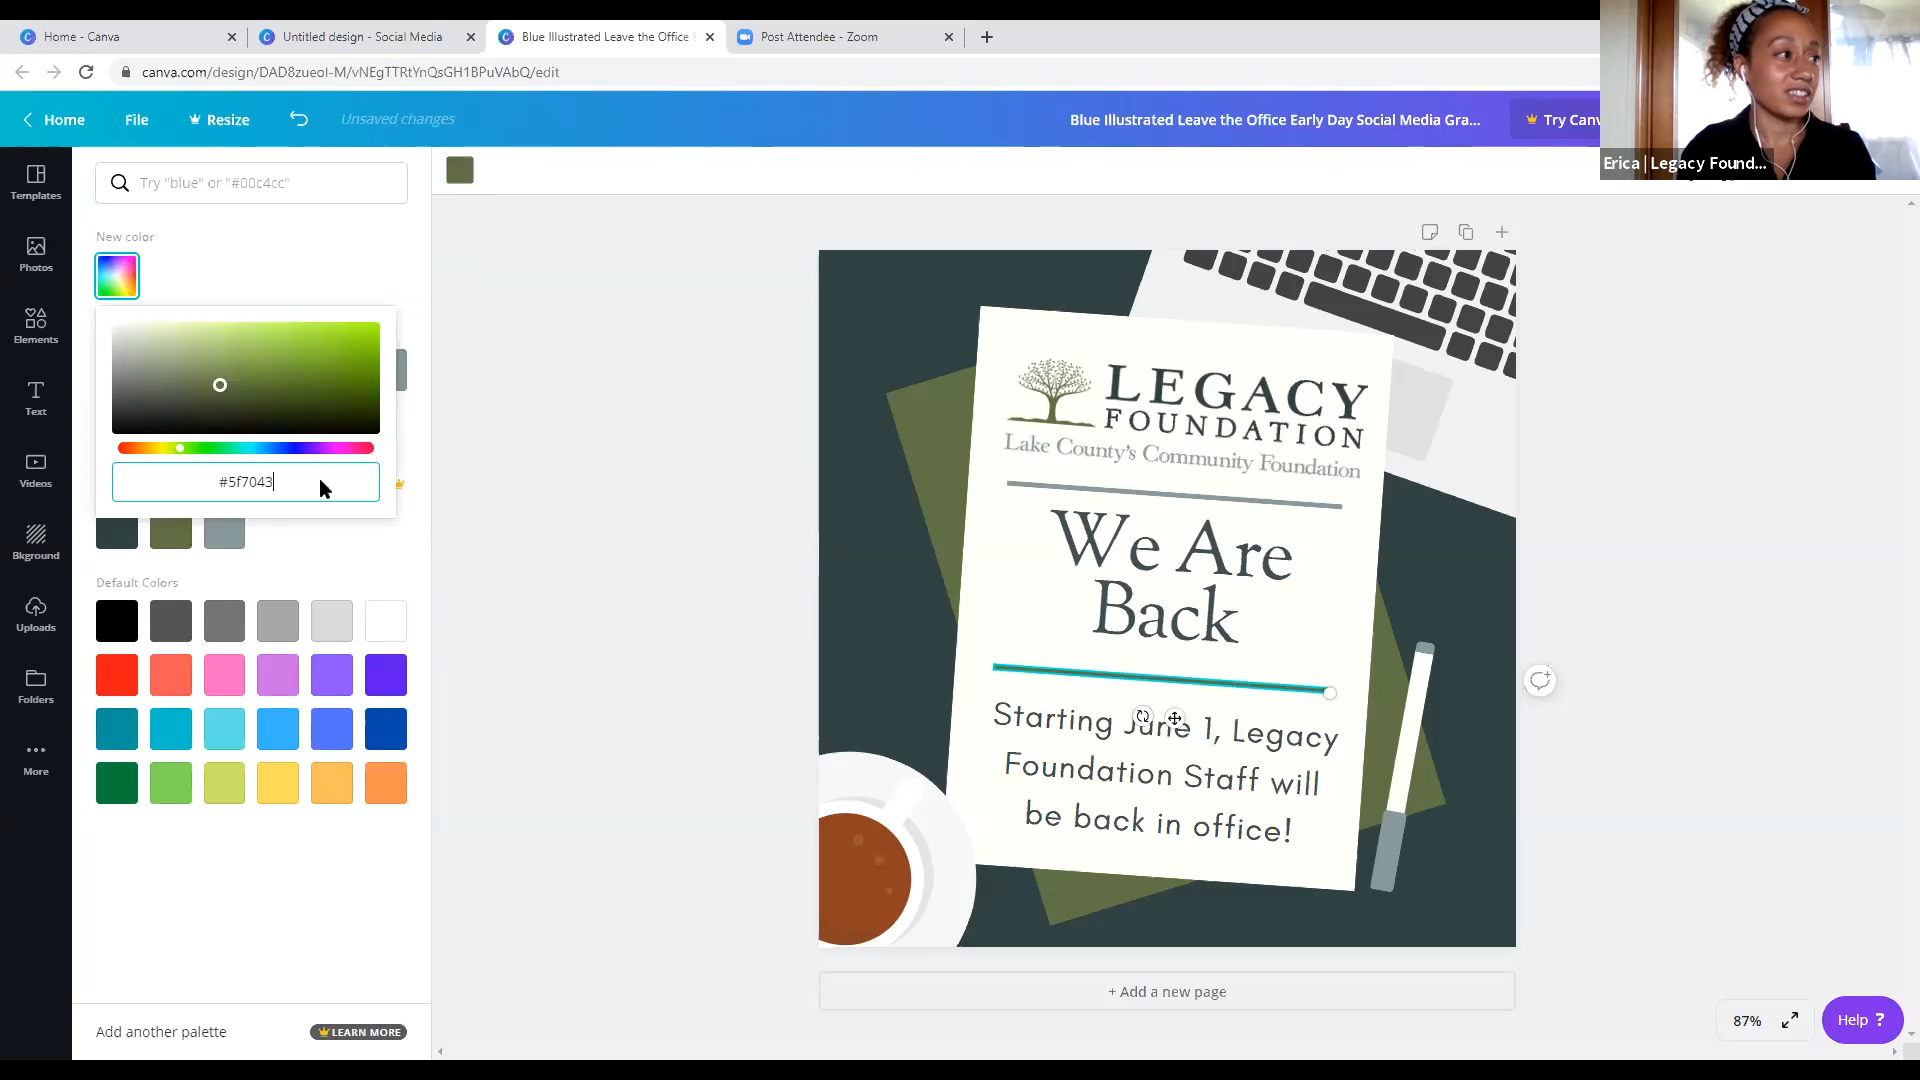 Home - Canva
Untitled design - Social Media
Blue Illustrated Leave the Office
Post Attendee - Zoom
canva.com/design/DAD8zueoI-M/vNEgTTRtYnQsGH1BPuVAbQ/edit
Home
File
Resize
Unsaved changes
Blue Illustrated Leave the Office Early Day Social Media Gra...
Try Canv
Erica | Legacy Found...
Templates
Photos
Elements
Text
Videos
Bkground
Uploads
Folders
More
Try "blue" or "#00c4cc"
New color
#5f7043
Default Colors
Add another palette
LEARN MORE
LEGACY
FOUNDATION
Lake County's Community Foundation
We Are
Back
Starting June 1, Legacy
Foundation Staff will
be back in office!
+ Add a new page
87%
Help ?